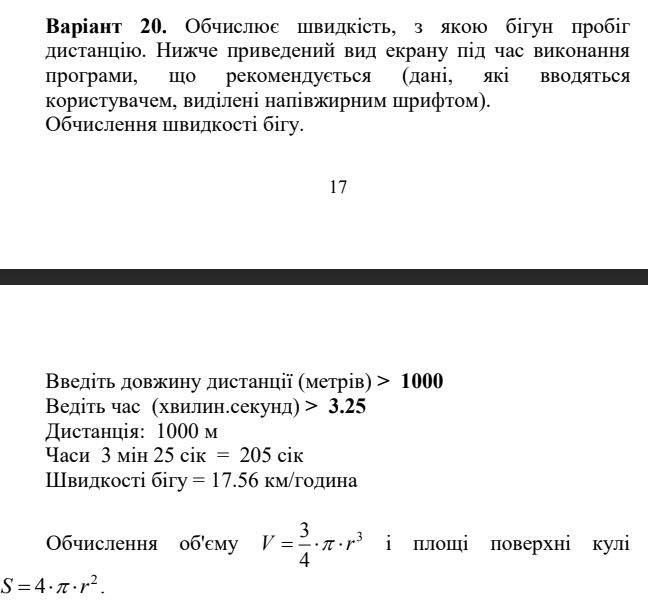 Варіант 20. Обчислює швидкість, з якою бігун пробіг
дистанцію. Нижче приведений вид екрану під час виконання
програми, що рекомендується (дані, які вводяться
користувачем, виділені напівжирним шрифтом).
Обчислення швидкості бігу.
17
Введіть довжину дистанції (метрів) > 1000
Ведіть час (хвилин.секунд) > 3.25
Дистанція: 1000 м
Часи 3 мін 25 сік = 205 сік
Швидкості бігу = 17.56 км/година
Обчислення об'єму V = 3/4 · π · r³ і площі поверхні кулі
S = 4 · π · r².